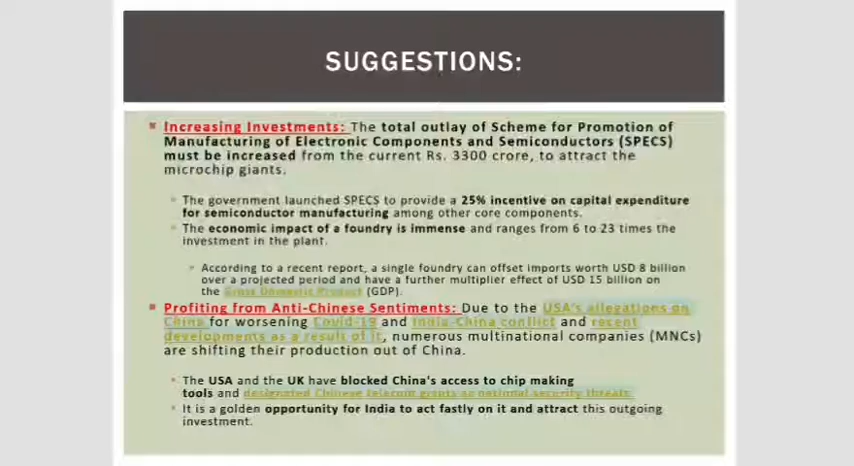 SUGGESTIONS:
Increasing Investments: The total outlay of Scheme for Promotion of
Manufacturing of Electronic Components and Semiconductors (SPECS)
must be increased from the current Rs. 3300 crore, to attract the
microchip giants.
The government launched SPECS to provide a 25% incentive on capital expenditure
for semiconductor manufacturing among other core components.
The economic impact of a foundry is immense and ranges from 6 to 23 times the
investment in the plant.
According to a recent report, a single foundry can offset imports worth USD 8 billion
over a projected period and have a further multiplier effect of USD 15 billion on
the Gross Domestic Product (GDP).
Profiting from Anti-Chinese Sentiments: Due to the USA's allegations on
China for worsening Covid-19 and India-China conflict and recent
developments as a result of it, numerous multinational companies (MNCs)
are shifting their production out of China.
The USA and the UK have blocked China's access to chip making
tools and designated Chinese telecom giants as national security threats.
It is a golden opportunity for India to act fastly on it and attract this outgoing
investment.